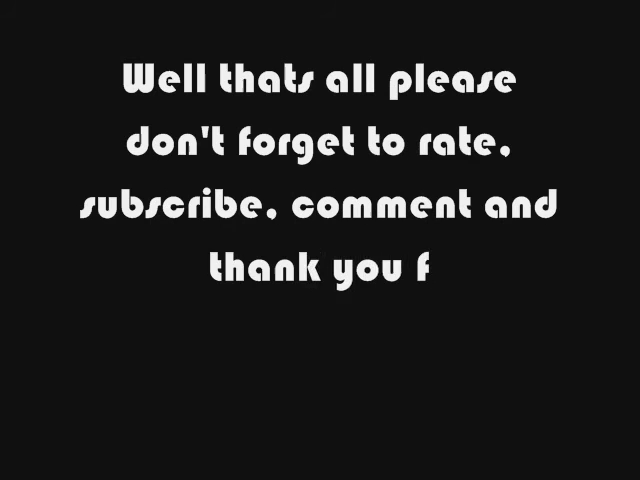 Well thats all please
don't forget to rate,
subscribe, comment and
thank you f